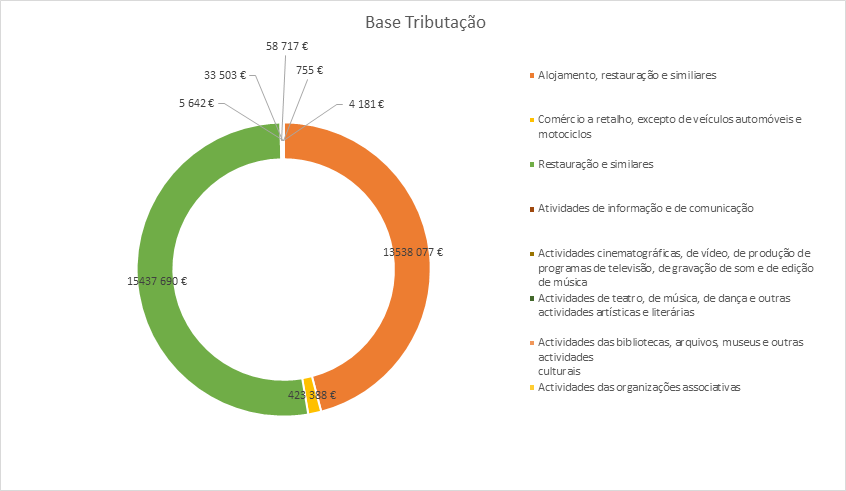 Base Tributação
58 717 €
33 503 €
755 €
5 642 €
4 181 €
13538 077 €
15437 690 €
423 388 €
Alojamento, restauração e similiares
Comércio a retalho, excepto de veículos automóveis e
motociclos
Restauração e similares
Atividades de informação e de comunicação
Actividades cinematográficas, de vídeo, de produção de
programas de televisão, de gravação de som e de edição
de música
Actividades de teatro, de música, de dança e outras
actividades artísticas e literárias
Actividades das bibliotecas, arquivos, museus e outras
actividades
culturais
Actividades das organizações associativas